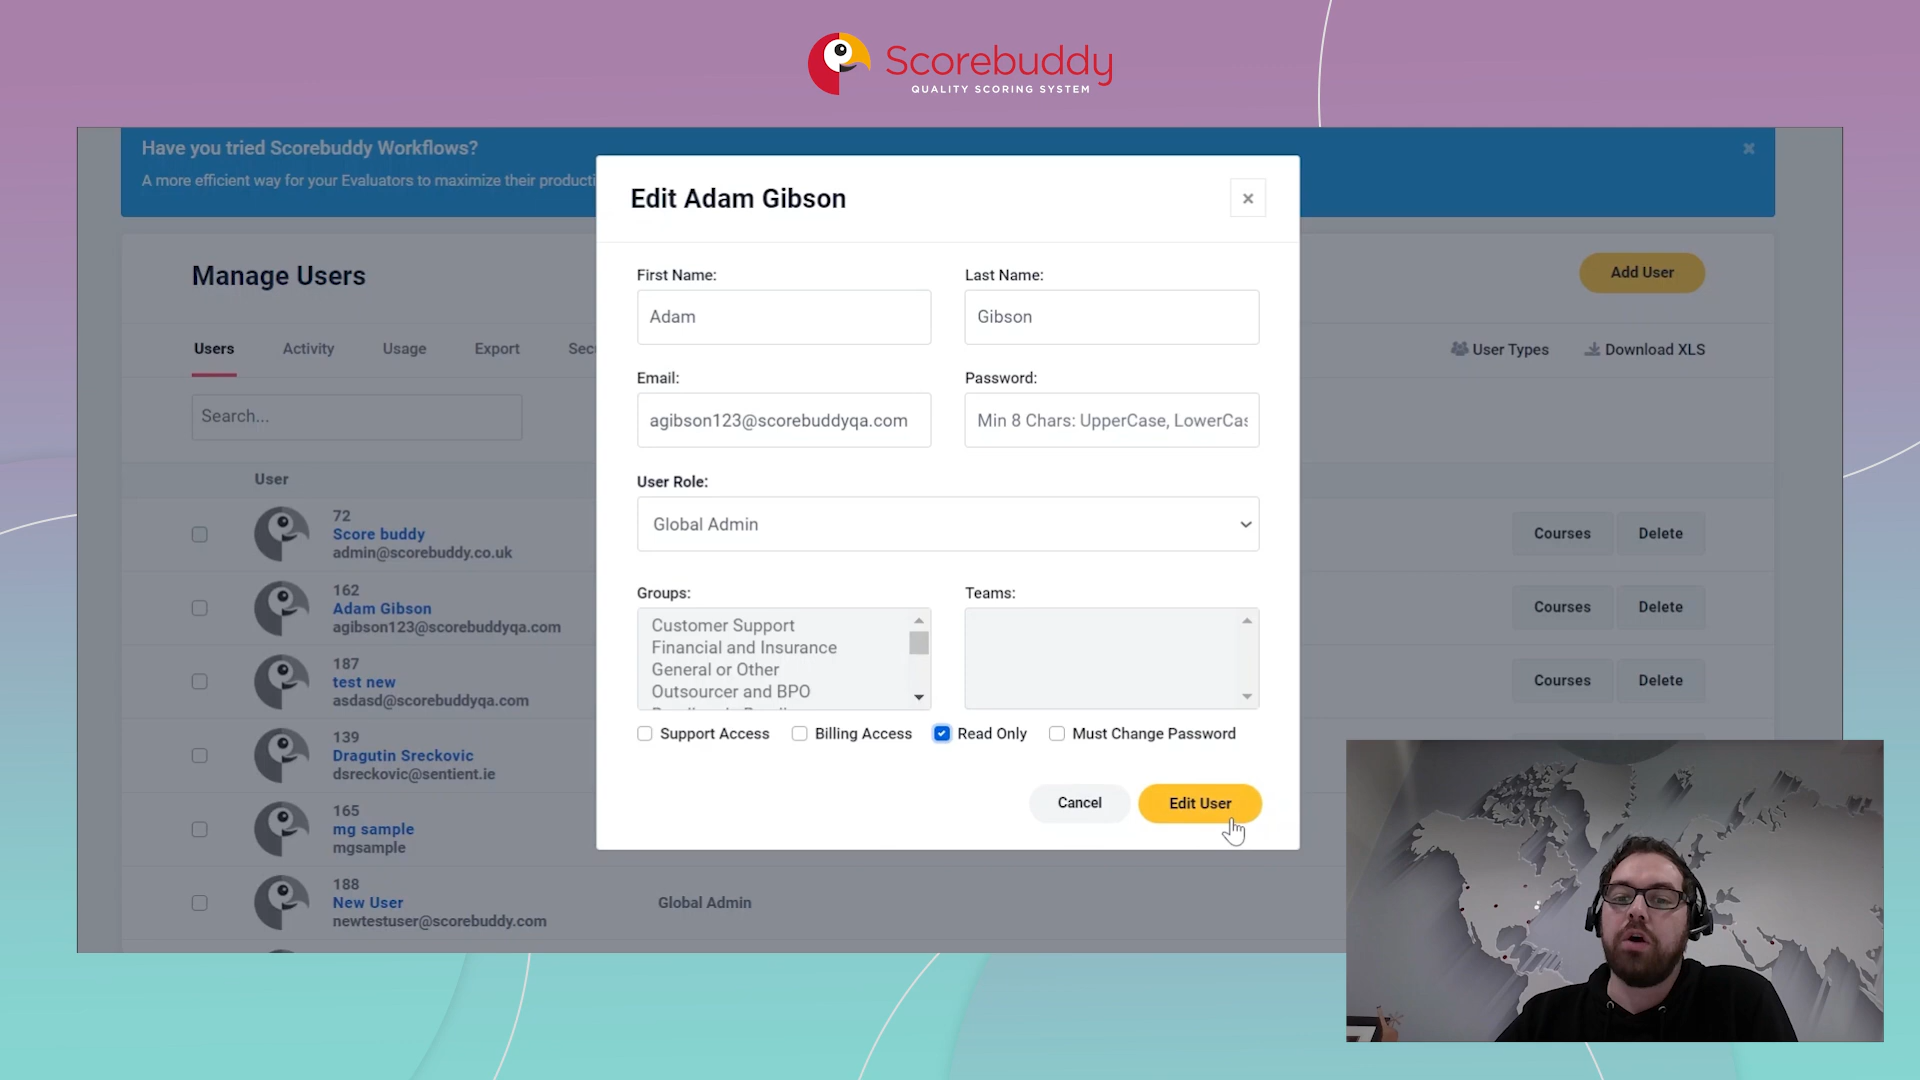 Scorebuddy
QUALITY SCORING SYSTEM
Have you tried Scorebuddy Workflows?
A more efficient way for your Evaluators to maximize their producti
Manage Users
Add User
Users Activity Usage Export Sec
User Types Download XLS
Search...
User
72
Score buddy
admin@scorebuddy.co.uk
Courses Delete
162
Adam Gibson
agibson123@scorebuddyqa.com
Courses Delete
187
test new
asdasd@scorebuddyqa.com
Courses Delete
139
Dragutin Sreckovic
dsreckovic@sentient.ie
165
mg sample
mgsample
188
New User
newtestuser@scorebuddy.com
Global Admin
Edit Adam Gibson
First Name: Last Name:
Adam Gibson
Email: Password:
agibson123@scorebuddyqa.com Min 8 Chars: UpperCase, LowerCas
User Role:
Global Admin
Groups: Teams:
Customer Support
Financial and Insurance
General or Other
Outsourcer and BPO
Support Access Billing Access Read Only Must Change Password
Cancel Edit User